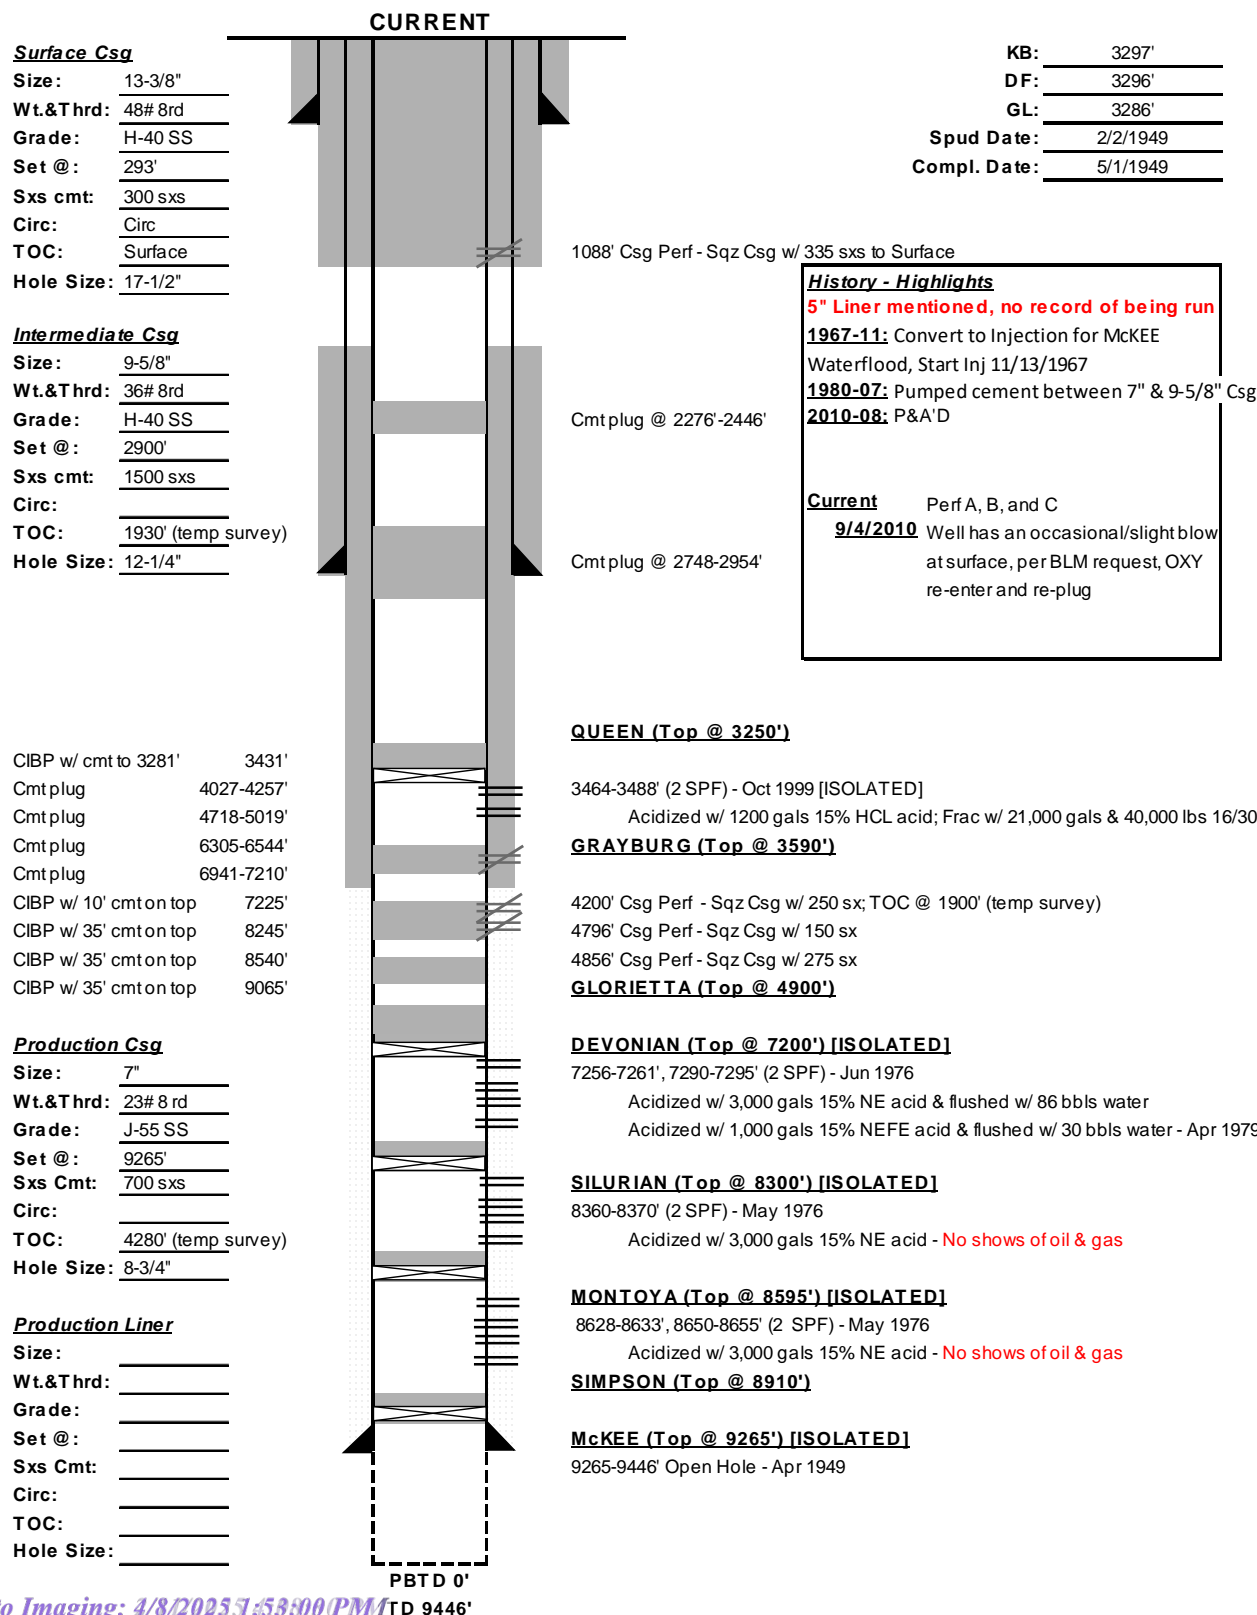 CURRENT
Surface Csg
Size: 13-3/8"
Wt.&Thrd: 48# 8rd
Grade: H-40 SS
Set @: 293'
Sxs cmt: 300 sxs
Circ: Circ
TOC: Surface
Hole Size: 17-1/2"
KB: 3297'
DF: 3296'
GL: 3286'
Spud Date: 2/2/1949
Compl. Date: 5/1/1949
1088' Csg Perf - Sqz Csg w/ 335 sxs to Surface
History - Highlights
5" Liner mentioned, no record of being run
1967-11: Convert to Injection for McKEE
Waterflood, Start Inj 11/13/1967
1980-07: Pumped cement between 7" & 9-5/8" Csg
2010-08: P&A'D
Current Perf A, B, and C
9/4/2010 Well has an occasional/slight blow
at surface, per BLM request, OXY
re-enter and re-plug
Intermediate Csg
Size: 9-5/8"
Wt.&Thrd: 36# 8rd
Grade: H-40 SS
Set @: 2900'
Sxs cmt: 1500 sxs
Circ:
TOC: 1930' (temp survey)
Hole Size: 12-1/4"
Cmt plug @ 2276'-2446'
Cmt plug @ 2748-2954'
CIBP w/ cmt to 3281' 3431'
Cmt plug 4027-4257'
Cmt plug 4718-5019'
Cmt plug 6305-6544'
Cmt plug 6941-7210'
CIBP w/ 10' cmt on top 7225'
CIBP w/ 35' cmt on top 8245'
CIBP w/ 35' cmt on top 8540'
CIBP w/ 35' cmt on top 9065'
QUEEN (Top @ 3250')
3464-3488' (2 SPF) - Oct 1999 [ISOLATED]
Acidized w/ 1200 gals 15% HCL acid; Frac w/ 21,000 gals & 40,000 lbs 16/30
GRAYBURG (Top @ 3590')
4200' Csg Perf - Sqz Csg w/ 250 sx; TOC @ 1900' (temp survey)
4796' Csg Perf - Sqz Csg w/ 150 sx
4856' Csg Perf - Sqz Csg w/ 275 sx
GLORIETTA (Top @ 4900')
Production Csg
Size: 7"
Wt.&Thrd: 23# 8 rd
Grade: J-55 SS
Set @: 9265'
Sxs Cmt: 700 sxs
Circ:
TOC: 4280' (temp survey)
Hole Size: 8-3/4"
DEVONIAN (Top @ 7200') [ISOLATED]
7256-7261', 7290-7295' (2 SPF) - Jun 1976
Acidized w/ 3,000 gals 15% NE acid & flushed w/ 86 bbls water
Acidized w/ 1,000 gals 15% NEFE acid & flushed w/ 30 bbls water - Apr 1979
SILURIAN (Top @ 8300') [ISOLATED]
8360-8370' (2 SPF) - May 1976
Acidized w/ 3,000 gals 15% NE acid - No shows of oil & gas
MONTOYA (Top @ 8595') [ISOLATED]
8628-8633', 8650-8655' (2 SPF) - May 1976
Acidized w/ 3,000 gals 15% NE acid - No shows of oil & gas
SIMPSON (Top @ 8910')
McKEE (Top @ 9265') [ISOLATED]
9265-9446' Open Hole - Apr 1949
Production Liner
Size:
Wt.&Thrd:
Grade:
Set @:
Sxs Cmt:
Circ:
TOC:
Hole Size:
PBTD 0'
TD 9446'
to Imaging: 4/8/2025 1:53:00 PM